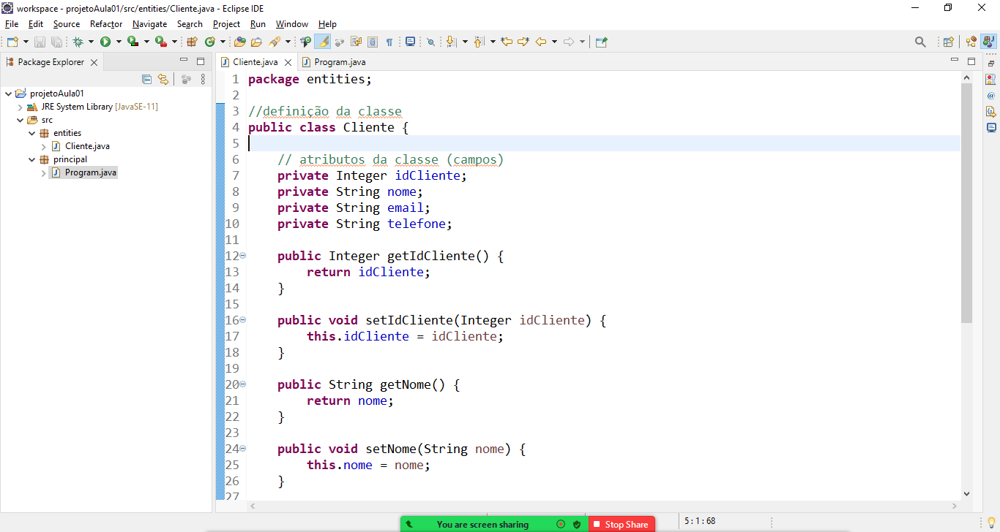 workspace - projetoAula01/src/entities/Cliente.java - Eclipse IDE
File Edit Source Refactor Navigate Search Project Run Window Help
Package Explorer
projetoAula01
JRE System Library [JavaSE-11]
src
entities
Cliente.java
principal
Program.java
Cliente.java Program.java
1 package entities;
2
3 //definição da classe
4 public class Cliente {
5
6 // atributos da classe (campos)
7 private Integer idCliente;
8 private String nome;
9 private String email;
10 private String telefone;
11
12 public Integer getIdCliente() {
13 return idCliente;
14 }
15
16 public void setIdCliente(Integer idCliente) {
17 this.idCliente = idCliente;
18 }
19
20 public String getNome() {
21 return nome;
22 }
23
24 public void setNome(String nome) {
25 this.nome = nome;
26 }
27
You are screen sharing Stop Share
5 : 1 : 68